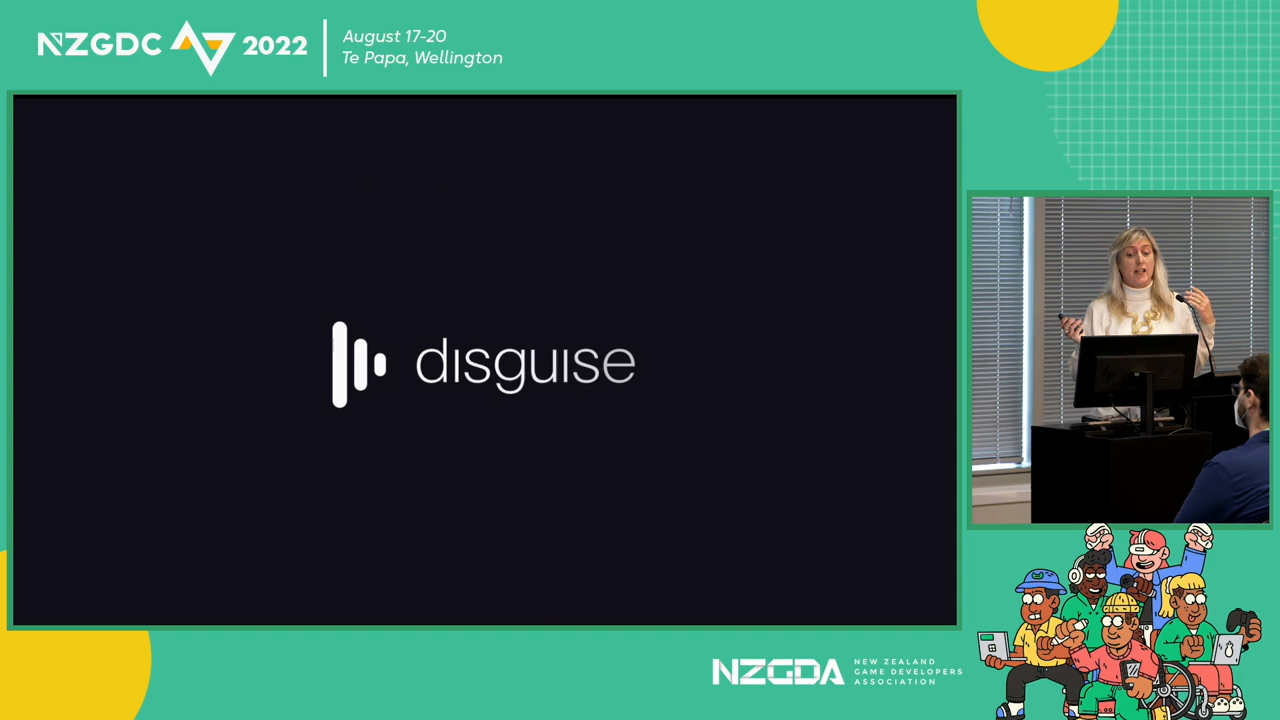 NZGDC 2022
August 17-20
Te Papa, Wellington
disguise
NZGDA
NEW ZEALAND
GAME DEVELOPERS
ASSOCIATION